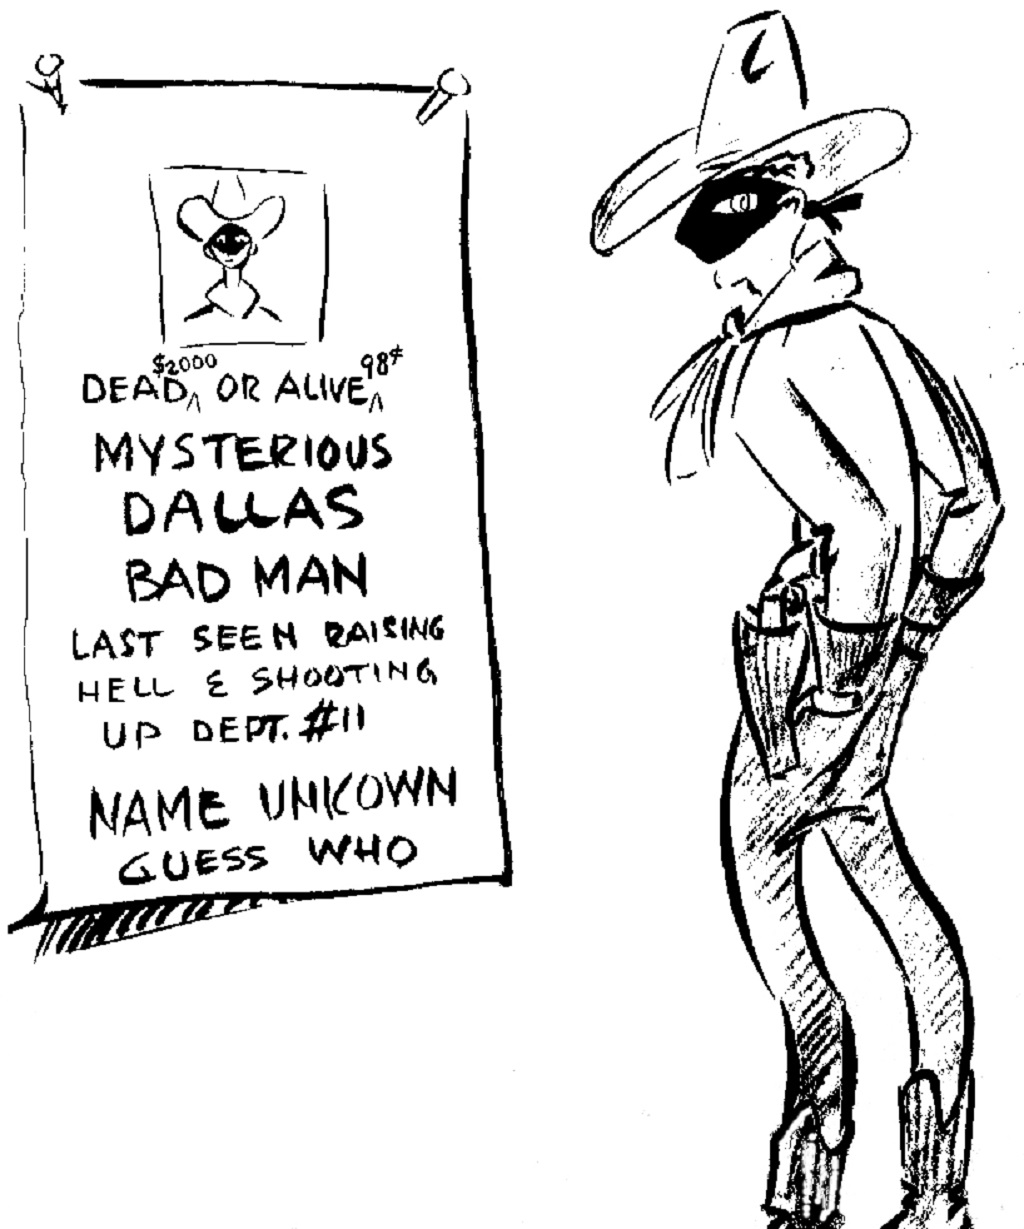 $2000 98¢
DEAD^ OR ALIVE^
MYSTERIOUS
DALLAS
BAD MAN
LAST SEEN RAISING
HELL & SHOOTING
UP DEPT. #11
NAME UNKOWN
GUESS WHO